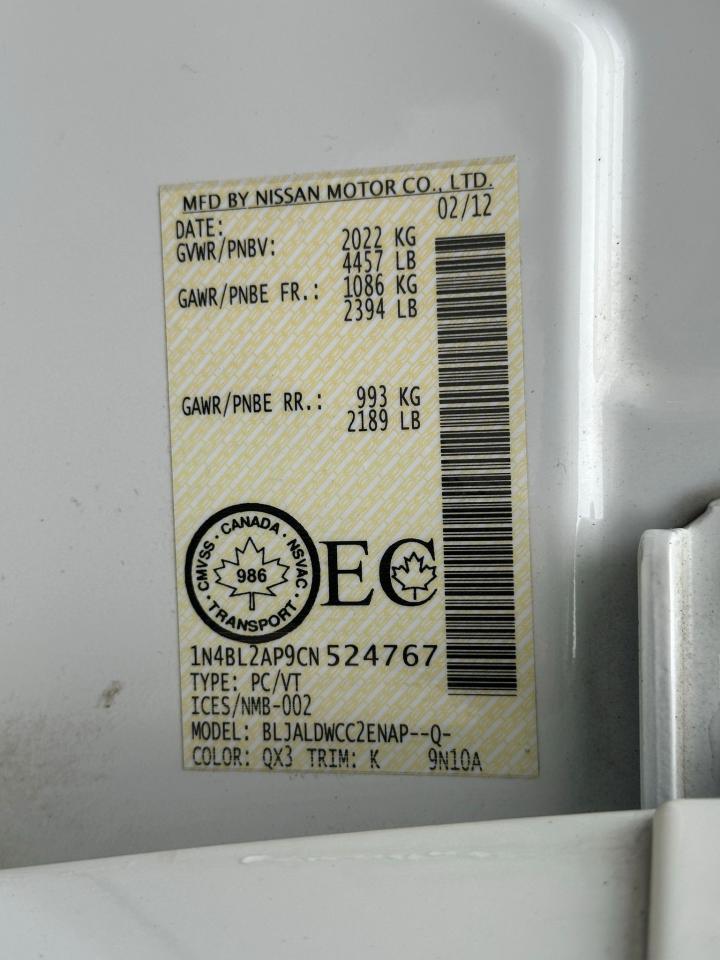 MFD BY NISSAN MOTOR CO., LTD.
DATE: 02/12
GVWR/PNBV: 2022 KG
4457 LB
GAWR/PNBE FR.: 1086 KG
2394 LB
GAWR/PNBE RR.: 993 KG
2189 LB
CMVSS · CANADA · NSVAC · TRANSPORT ·
986
EC
1N4BL2AP9CN524767
TYPE: PC/VT
ICES/NMB-002
MODEL: BLJALDWCC2ENAP--Q-
COLOR: QX3 TRIM: K 9N10A